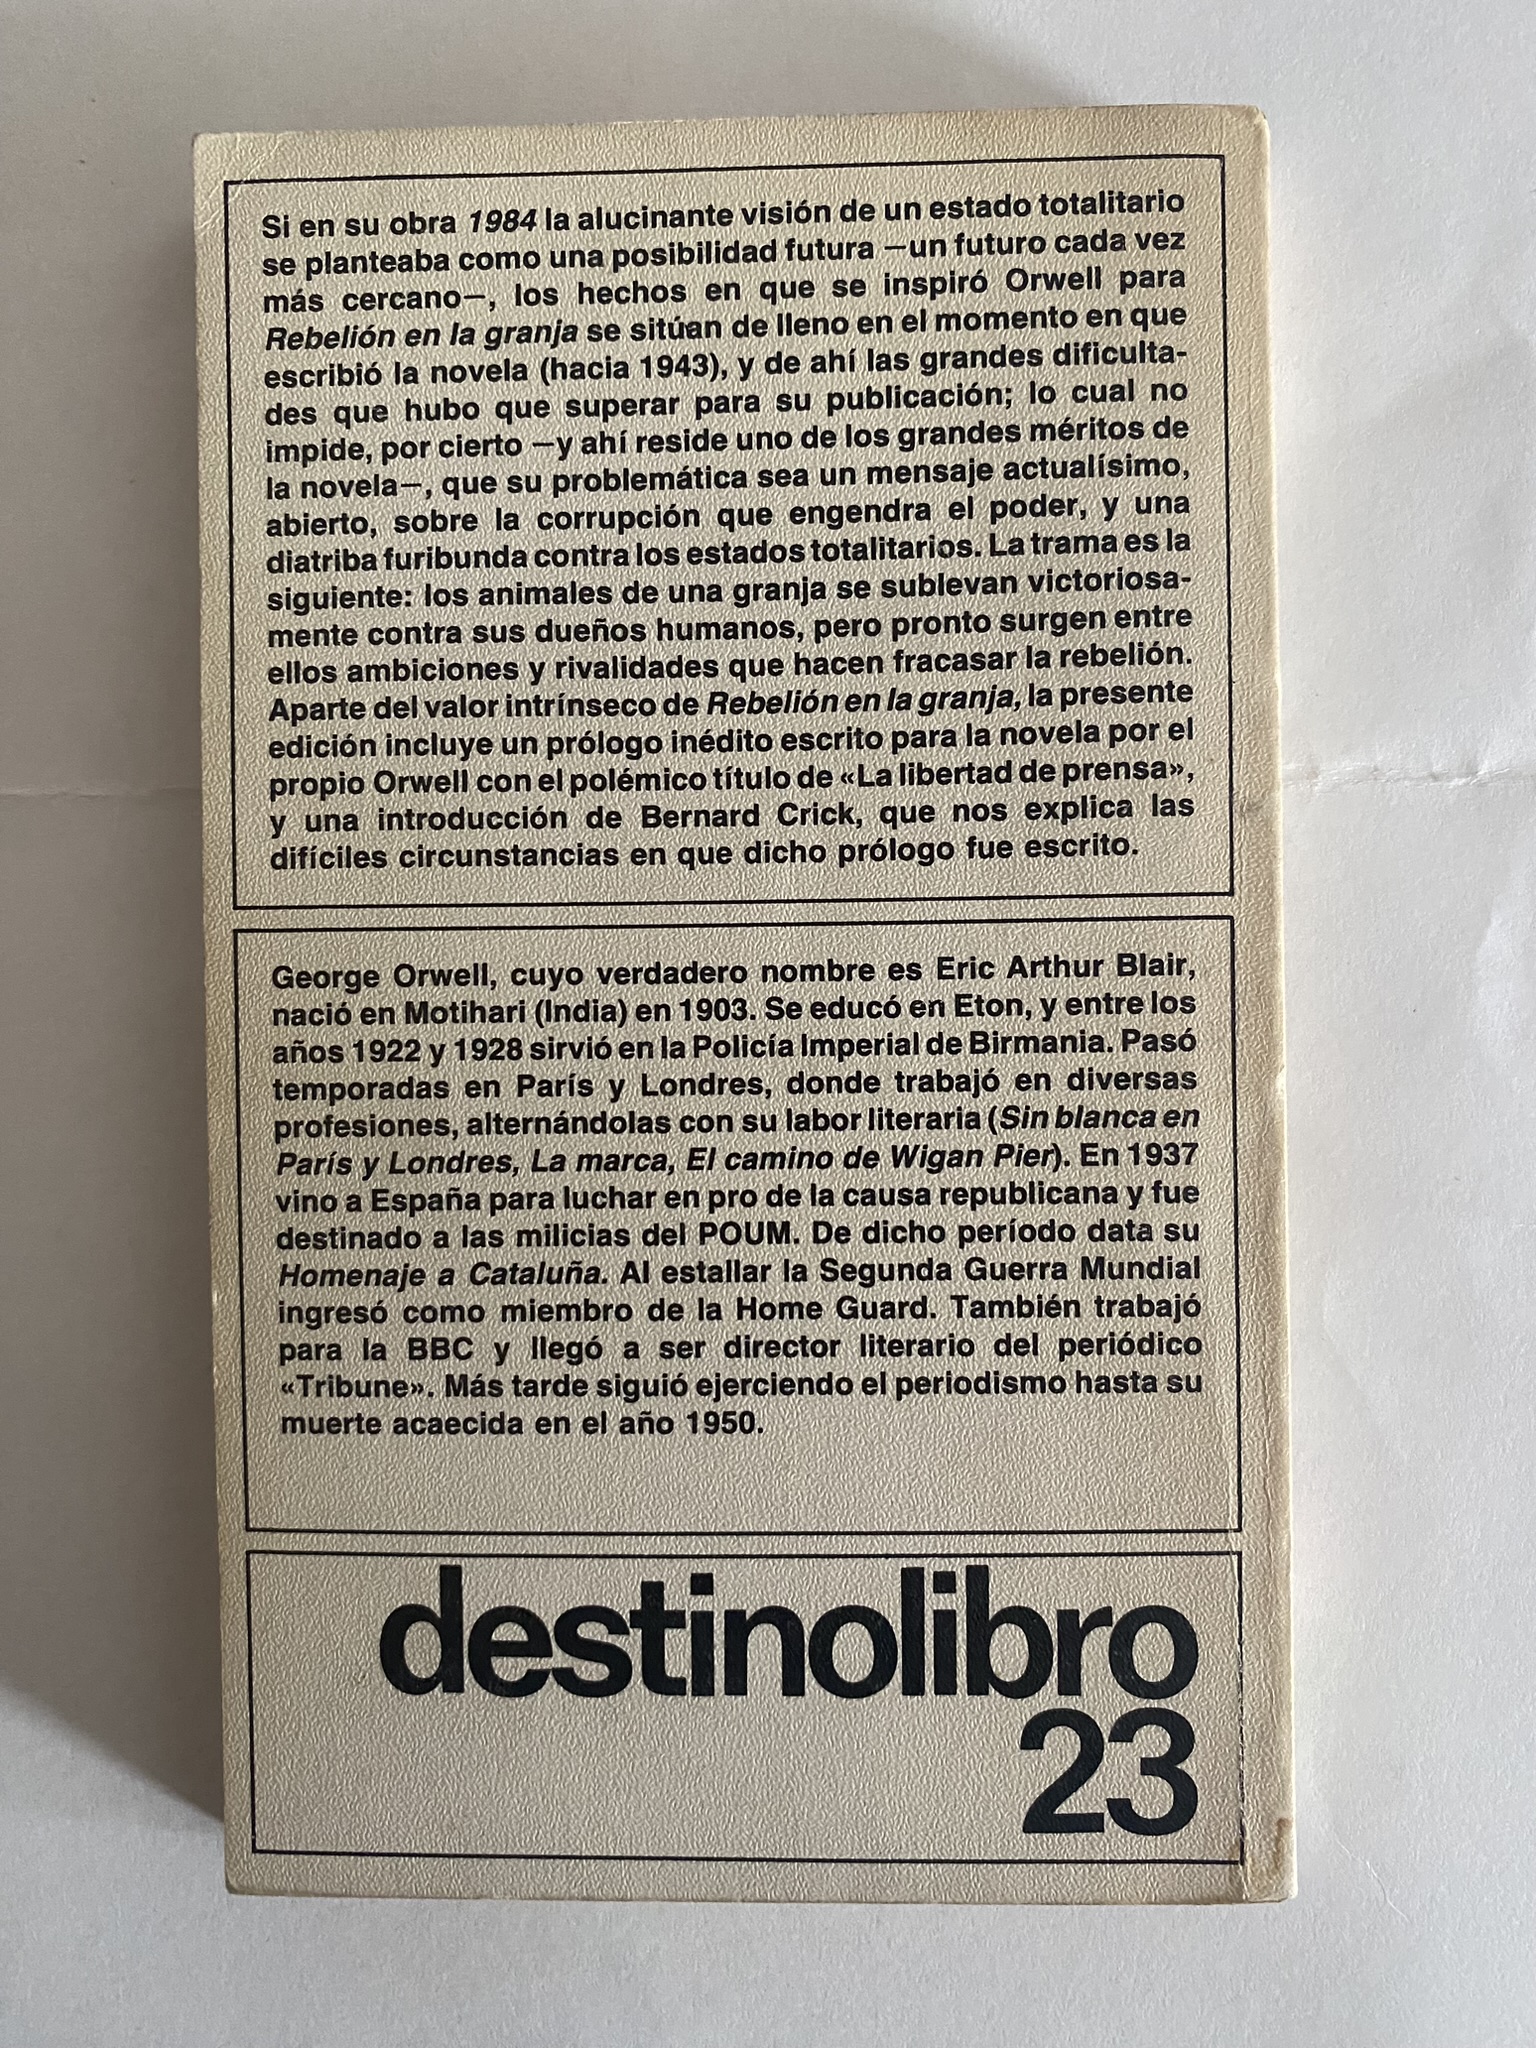 Si en su obra 1984 la alucinante visión de un estado totalitario
se planteaba como una posibilidad futura —un futuro cada vez
más cercano—, los hechos en que se inspiró Orwell para
Rebelión en la granja se sitúan de lleno en el momento en que
escribió la novela (hacia 1943), y de ahí las grandes dificulta-
des que hubo que superar para su publicación; lo cual no
impide, por cierto —y ahí reside uno de los grandes méritos de
la novela—, que su problemática sea un mensaje actualísimo,
abierto, sobre la corrupción que engendra el poder, y una
diatriba furibunda contra los estados totalitarios. La trama es la
siguiente: los animales de una granja se sublevan victoriosa-
mente contra sus dueños humanos, pero pronto surgen entre
ellos ambiciones y rivalidades que hacen fracasar la rebelión.
Aparte del valor intrínseco de Rebelión en la granja, la presente
edición incluye un prólogo inédito escrito para la novela por el
propio Orwell con el polémico título de «La libertad de prensa»,
y una introducción de Bernard Crick, que nos explica las
difíciles circunstancias en que dicho prólogo fue escrito.
George Orwell, cuyo verdadero nombre es Eric Arthur Blair,
nació en Motihari (India) en 1903. Se educó en Eton, y entre los
años 1922 y 1928 sirvió en la Policía Imperial de Birmania. Pasó
temporadas en París y Londres, donde trabajó en diversas
profesiones, alternándolas con su labor literaria (Sin blanca en
París y Londres, La marca, El camino de Wigan Pier). En 1937
vino a España para luchar en pro de la causa republicana y fue
destinado a las milicias del POUM. De dicho período data su
Homenaje a Cataluña. Al estallar la Segunda Guerra Mundial
ingresó como miembro de la Home Guard. También trabajó
para la BBC y llegó a ser director literario del periódico
«Tribune». Más tarde siguió ejerciendo el periodismo hasta su
muerte acaecida en el año 1950.
destinolibro
23